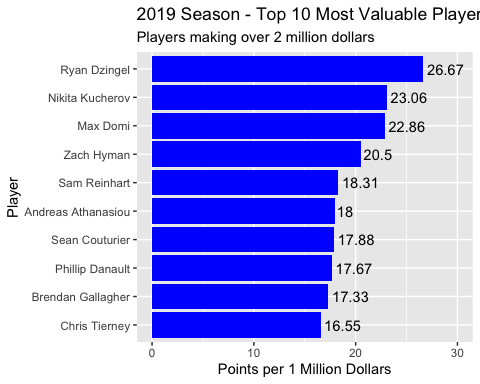 2019 Season - Top 10 Most Valuable Player
Players making over 2 million dollars
Player
Ryan Dzingel 26.67
Nikita Kucherov 23.06
Max Domi 22.86
Zach Hyman 20.5
Sam Reinhart 18.31
Andreas Athanasiou 18
Sean Couturier 17.88
Phillip Danault 17.67
Brendan Gallagher 17.33
Chris Tierney 16.55
0 10 20 30
Points per 1 Million Dollars